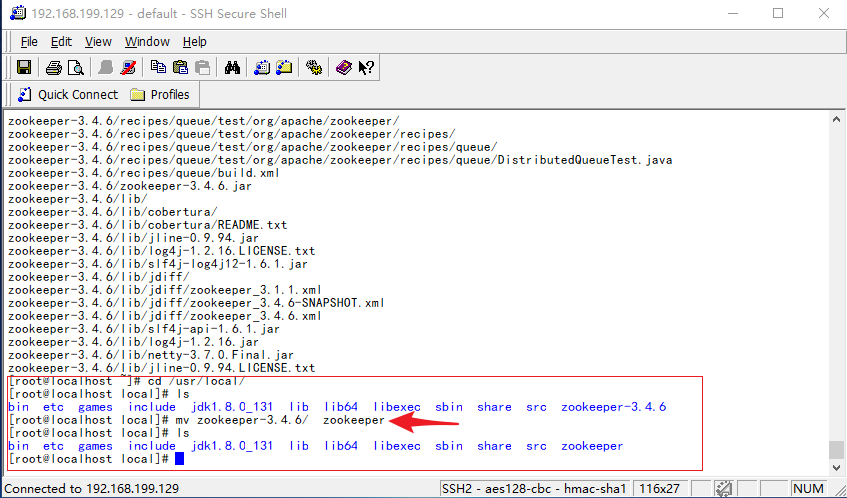 192.168.199.129 - default - SSH Secure Shell
File Edit View Window Help
Quick Connect Profiles
zookeeper-3.4.6/recipes/queue/test/org/apache/zookeeper/
zookeeper-3.4.6/recipes/queue/test/org/apache/zookeeper/recipes/
zookeeper-3.4.6/recipes/queue/test/org/apache/zookeeper/recipes/queue/
zookeeper-3.4.6/recipes/queue/test/org/apache/zookeeper/recipes/queue/DistributedQueueTest.java
zookeeper-3.4.6/recipes/queue/build.xml
zookeeper-3.4.6/zookeeper-3.4.6.jar
zookeeper-3.4.6/lib/
zookeeper-3.4.6/lib/cobertura/
zookeeper-3.4.6/lib/cobertura/README.txt
zookeeper-3.4.6/lib/jline-0.9.94.jar
zookeeper-3.4.6/lib/log4j-1.2.16.LICENSE.txt
zookeeper-3.4.6/lib/slf4j-log4j12-1.6.1.jar
zookeeper-3.4.6/lib/jdiff/
zookeeper-3.4.6/lib/jdiff/zookeeper_3.1.1.xml
zookeeper-3.4.6/lib/jdiff/zookeeper_3.4.6-SNAPSHOT.xml
zookeeper-3.4.6/lib/jdiff/zookeeper_3.4.6.xml
zookeeper-3.4.6/lib/slf4j-api-1.6.1.jar
zookeeper-3.4.6/lib/log4j-1.2.16.jar
zookeeper-3.4.6/lib/netty-3.7.0.Final.jar
zookeeper-3.4.6/lib/jline-0.9.94.LICENSE.txt
[root@localhost ~]# cd /usr/local/
[root@localhost local]# ls
bin etc games include jdk1.8.0_131 lib lib64 libexec sbin share src zookeeper-3.4.6
[root@localhost local]# mv zookeeper-3.4.6/ zookeeper
[root@localhost local]# ls
bin etc games include jdk1.8.0_131 lib lib64 libexec sbin share src zookeeper
[root@localhost local]#
Connected to 192.168.199.129 SSH2 - aes128-cbc - hmac-sha1 116x27 NUM